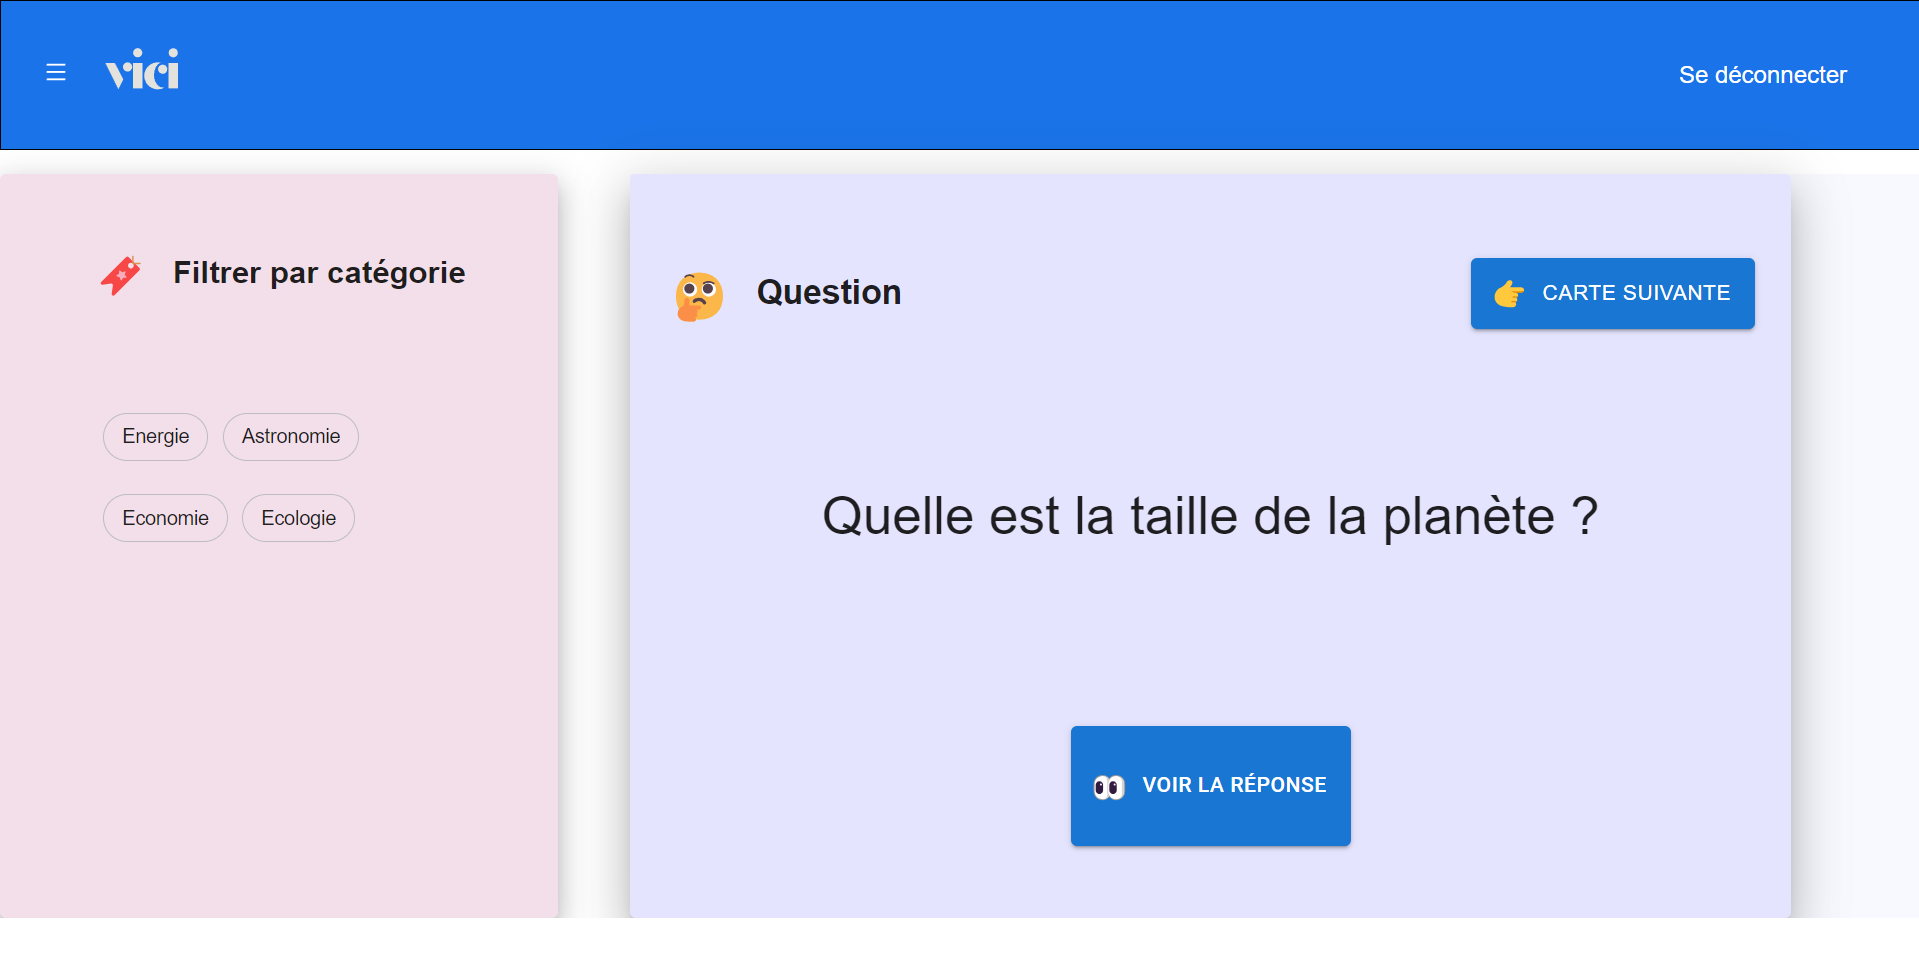 vici
Se déconnecter
Filtrer par catégorie
Energie
Astronomie
Economie
Ecologie
Question
CARTE SUIVANTE
Quelle est la taille de la planète ?
VOIR LA RÉPONSE